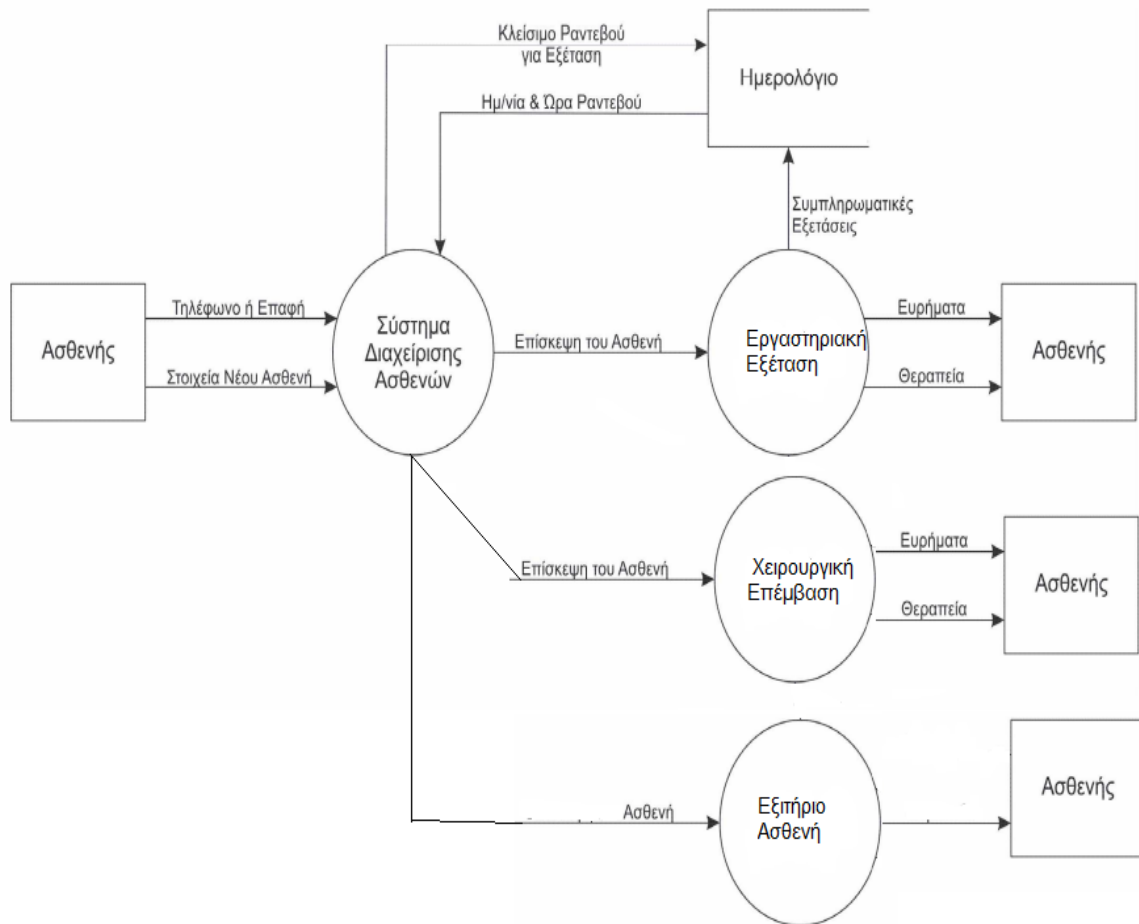 Κλείσιμο Ραντεβού
για Εξέταση
Ημερολόγιο
Ημ/νία & Ώρα Ραντεβού
Συμπληρωματικές
Εξετάσεις
Ασθενής
Τηλέφωνο ή Επαφή
Στοιχεία Νέου Ασθενή
Σύστημα
Διαχείρισης
Ασθενών
Επίσκεψη του Ασθενή
Εργαστηριακή
Εξέταση
Ευρήματα
Θεραπεία
Ασθενής
Επίσκεψη του Ασθενή
Χειρουργική
Επέμβαση
Ευρήματα
Θεραπεία
Ασθενής
Ασθενή
Εξιτήριο
Ασθενή
Ασθενής